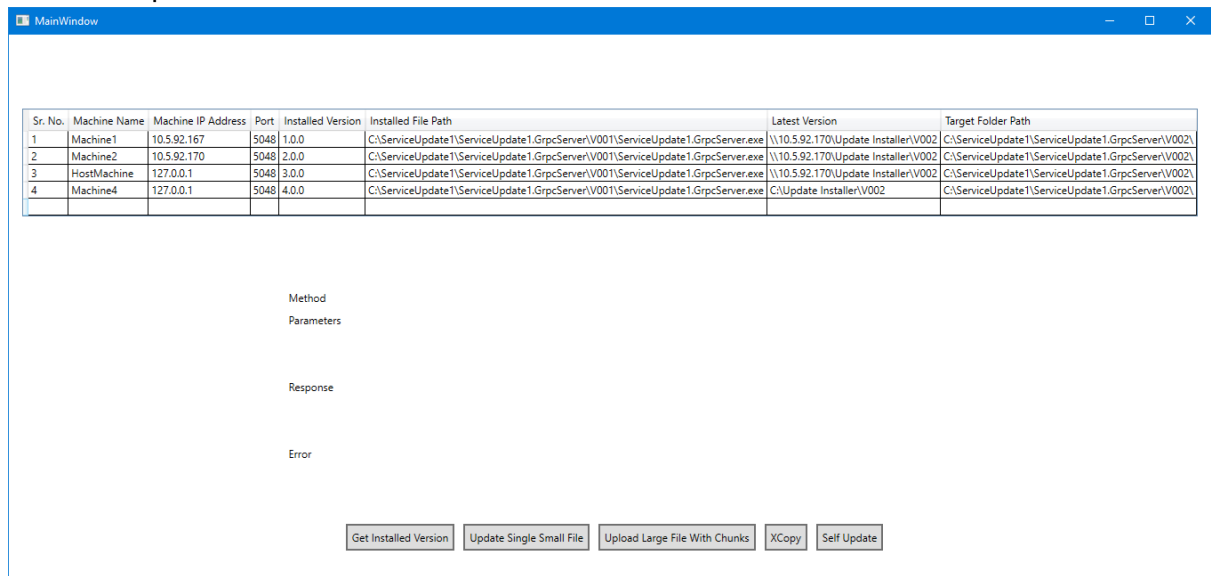 MainWindow
Sr. No. Machine Name Machine IP Address Port Installed Version Installed File Path Latest Version Target Folder Path
1 Machine1 10.5.92.167 5048 1.0.0 C:\ServiceUpdate1\ServiceUpdate1.GrpcServer\V001\ServiceUpdate1.GrpcServer.exe \\10.5.92.170\Update Installer\V002 C:\ServiceUpdate1\ServiceUpdate1.GrpcServer\V002\
2 Machine2 10.5.92.170 5048 2.0.0 C:\ServiceUpdate1\ServiceUpdate1.GrpcServer\V001\ServiceUpdate1.GrpcServer.exe \\10.5.92.170\Update Installer\V002 C:\ServiceUpdate1\ServiceUpdate1.GrpcServer\V002\
3 HostMachine 127.0.0.1 5048 3.0.0 C:\ServiceUpdate1\ServiceUpdate1.GrpcServer\V001\ServiceUpdate1.GrpcServer.exe \\10.5.92.170\Update Installer\V002 C:\ServiceUpdate1\ServiceUpdate1.GrpcServer\V002\
4 Machine4 127.0.0.1 5048 4.0.0 C:\ServiceUpdate1\ServiceUpdate1.GrpcServer\V001\ServiceUpdate1.GrpcServer.exe C:\Update Installer\V002 C:\ServiceUpdate1\ServiceUpdate1.GrpcServer\V002\
Method
Parameters
Response
Error
Get Installed Version Update Single Small File Upload Large File With Chunks XCopy Self Update